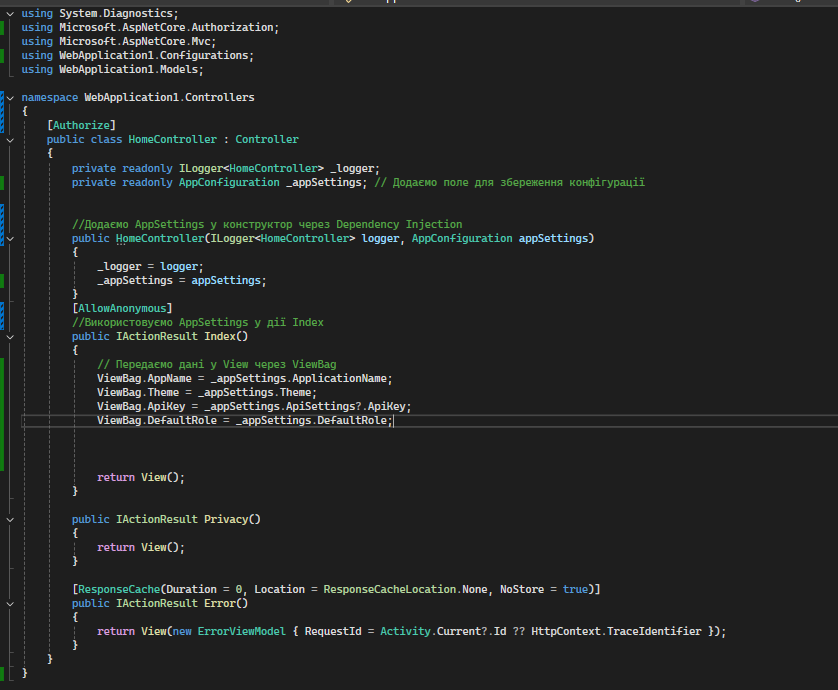 using System.Diagnostics;
using Microsoft.AspNetCore.Authorization;
using Microsoft.AspNetCore.Mvc;
using WebApplication1.Configurations;
using WebApplication1.Models;
namespace WebApplication1.Controllers
{
[Authorize]
public class HomeController : Controller
{
private readonly ILogger<HomeController> _logger;
private readonly AppConfiguration _appSettings; // Додаємо поле для збереження конфігурації
//Додаємо AppSettings у конструктор через Dependency Injection
public HomeController(ILogger<HomeController> logger, AppConfiguration appSettings)
{
_logger = logger;
_appSettings = appSettings;
}
[AllowAnonymous]
//Використовуємо AppSettings у дії Index
public IActionResult Index()
{
// Передаємо дані у View через ViewBag
ViewBag.AppName = _appSettings.ApplicationName;
ViewBag.Theme = _appSettings.Theme;
ViewBag.ApiKey = _appSettings.ApiSettings?.ApiKey;
ViewBag.DefaultRole = _appSettings.DefaultRole;
return View();
}
public IActionResult Privacy()
{
return View();
}
[ResponseCache(Duration = 0, Location = ResponseCacheLocation.None, NoStore = true)]
public IActionResult Error()
{
return View(new ErrorViewModel { RequestId = Activity.Current?.Id ?? HttpContext.TraceIdentifier });
}
}
}